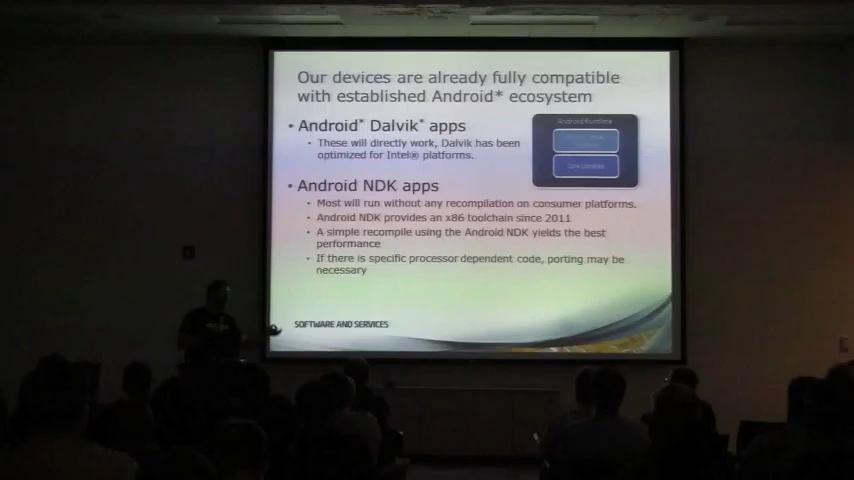 Our devices are already fully compatible
with established Android* ecosystem
• Android* Dalvik* apps
• These will directly work, Dalvik has been
optimized for Intel® platforms.
Android Runtime
Core Libraries
• Android NDK apps
• Most will run without any recompilation on consumer platforms.
• Android NDK provides an x86 toolchain since 2011
• A simple recompile using the Android NDK yields the best
performance
• If there is specific processor dependent code, porting may be
necessary
SOFTWARE AND SERVICES